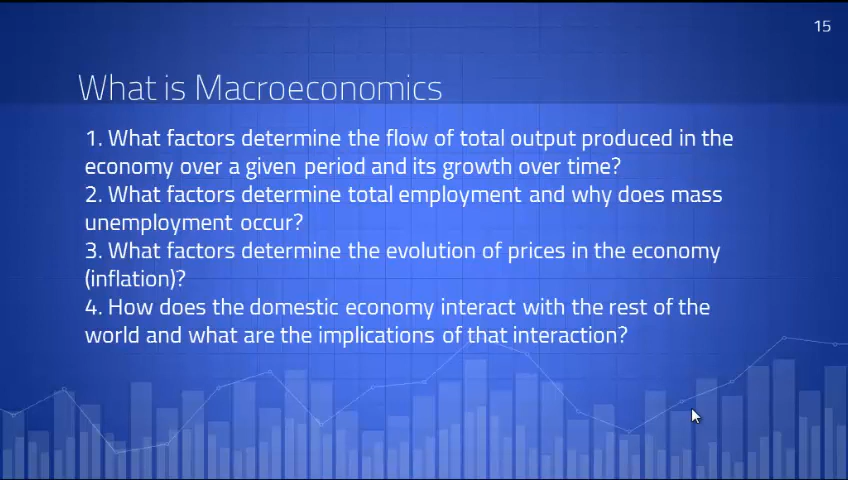 15
What is Macroeconomics
1. What factors determine the flow of total output produced in the
economy over a given period and its growth over time?
2. What factors determine total employment and why does mass
unemployment occur?
3. What factors determine the evolution of prices in the economy
(inflation)?
4. How does the domestic economy interact with the rest of the
world and what are the implications of that interaction?